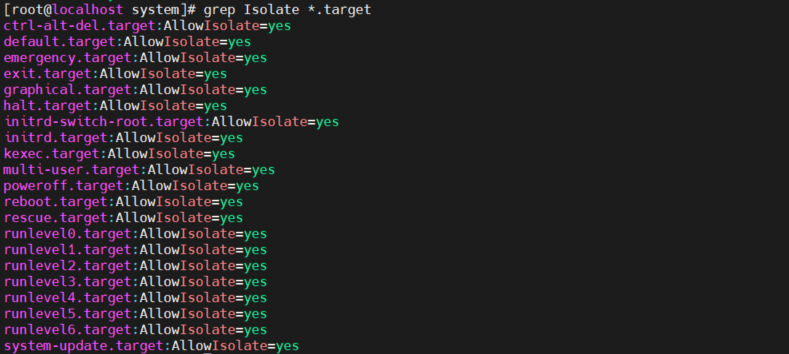 [root@localhost system]# grep Isolate *.target
ctrl-alt-del.target:AllowIsolate=yes
default.target:AllowIsolate=yes
emergency.target:AllowIsolate=yes
exit.target:AllowIsolate=yes
graphical.target:AllowIsolate=yes
halt.target:AllowIsolate=yes
initrd-switch-root.target:AllowIsolate=yes
initrd.target:AllowIsolate=yes
kexec.target:AllowIsolate=yes
multi-user.target:AllowIsolate=yes
poweroff.target:AllowIsolate=yes
reboot.target:AllowIsolate=yes
rescue.target:AllowIsolate=yes
runlevel0.target:AllowIsolate=yes
runlevel1.target:AllowIsolate=yes
runlevel2.target:AllowIsolate=yes
runlevel3.target:AllowIsolate=yes
runlevel4.target:AllowIsolate=yes
runlevel5.target:AllowIsolate=yes
runlevel6.target:AllowIsolate=yes
system-update.target:AllowIsolate=yes